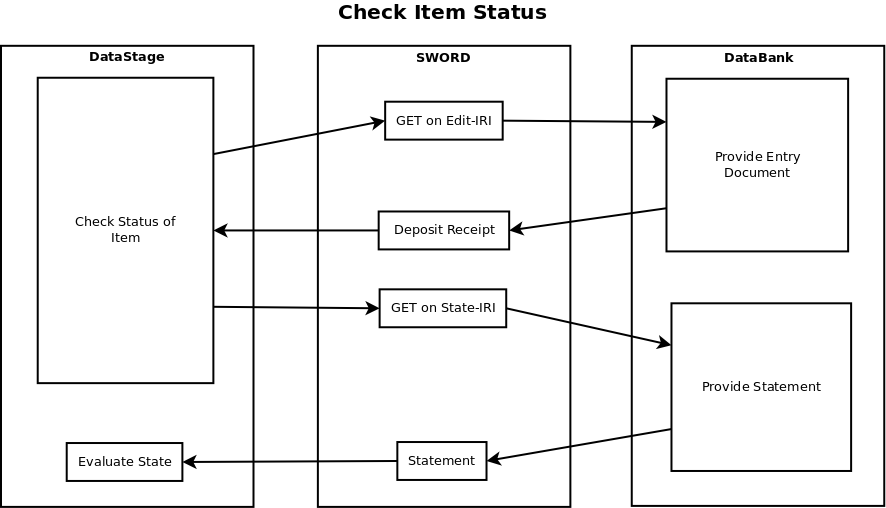 Check Item Status
DataStage
SWORD
DataBank
GET on Edit-IRI
Provide Entry
Document
Check Status of
Item
Deposit Receipt
GET on State-IRI
Provide Statement
Evaluate State
Statement